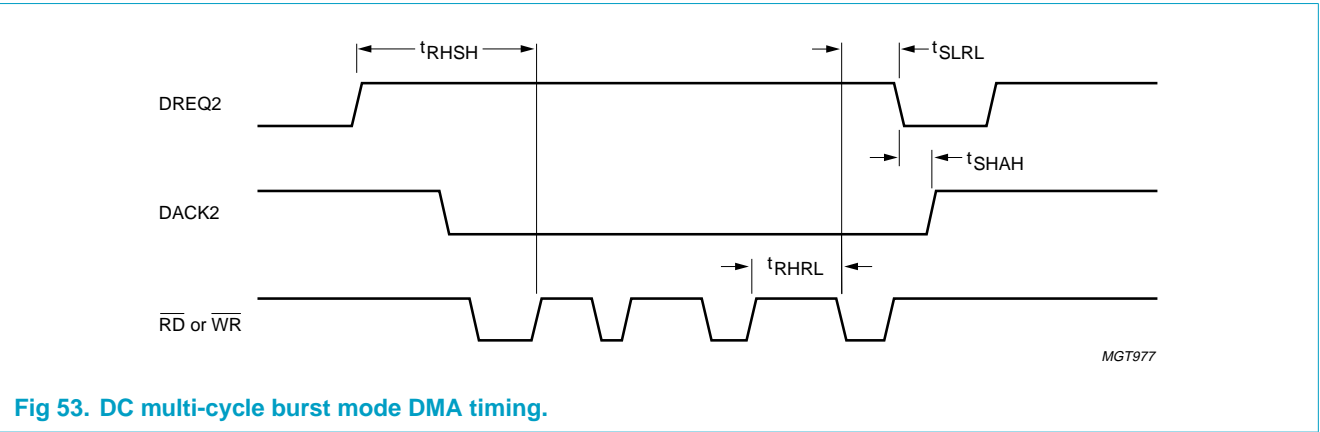 tRHSH
tSLRL
DREQ2
tSHAH
DACK2
tRHRL
RD or WR
MGT977
Fig 53. DC multi-cycle burst mode DMA timing.